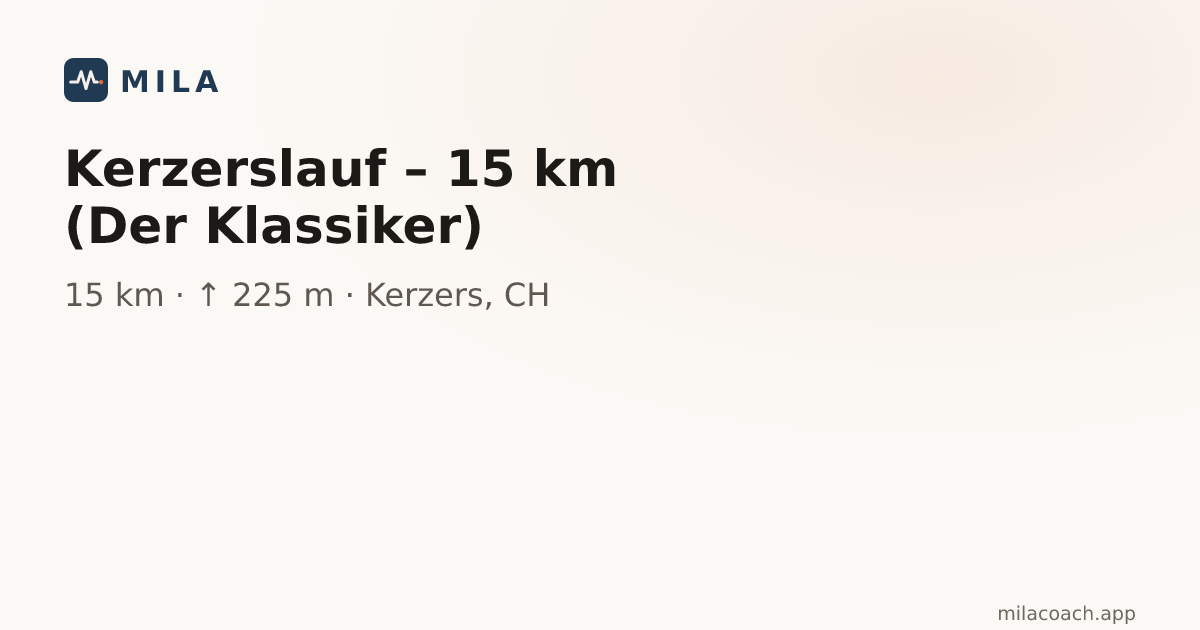 MILA
Kerzerslauf – 15 km
(Der Klassiker)
15 km · ↑ 225 m · Kerzers, CH
milacoach.app